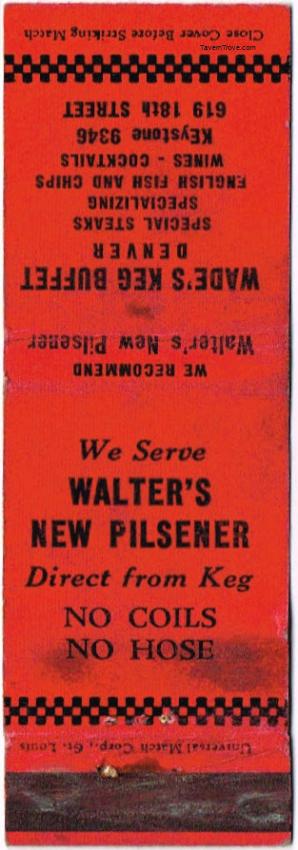 Close Cover Before Striking Match
TavernTrove.com
619 18th STREET
KEystone 9346
WINES - COCKTAILS
ENGLISH FISH AND CHIPS
SPECIALIZING
SPECIAL STEAKS
DENVER
WADE'S KEG BUFFET
Walter's New Pilsener
WE RECOMMEND
We Serve
WALTER'S
NEW PILSENER
Direct from Keg
NO COILS
NO HOSE
Universal Match Corp., St. Louis